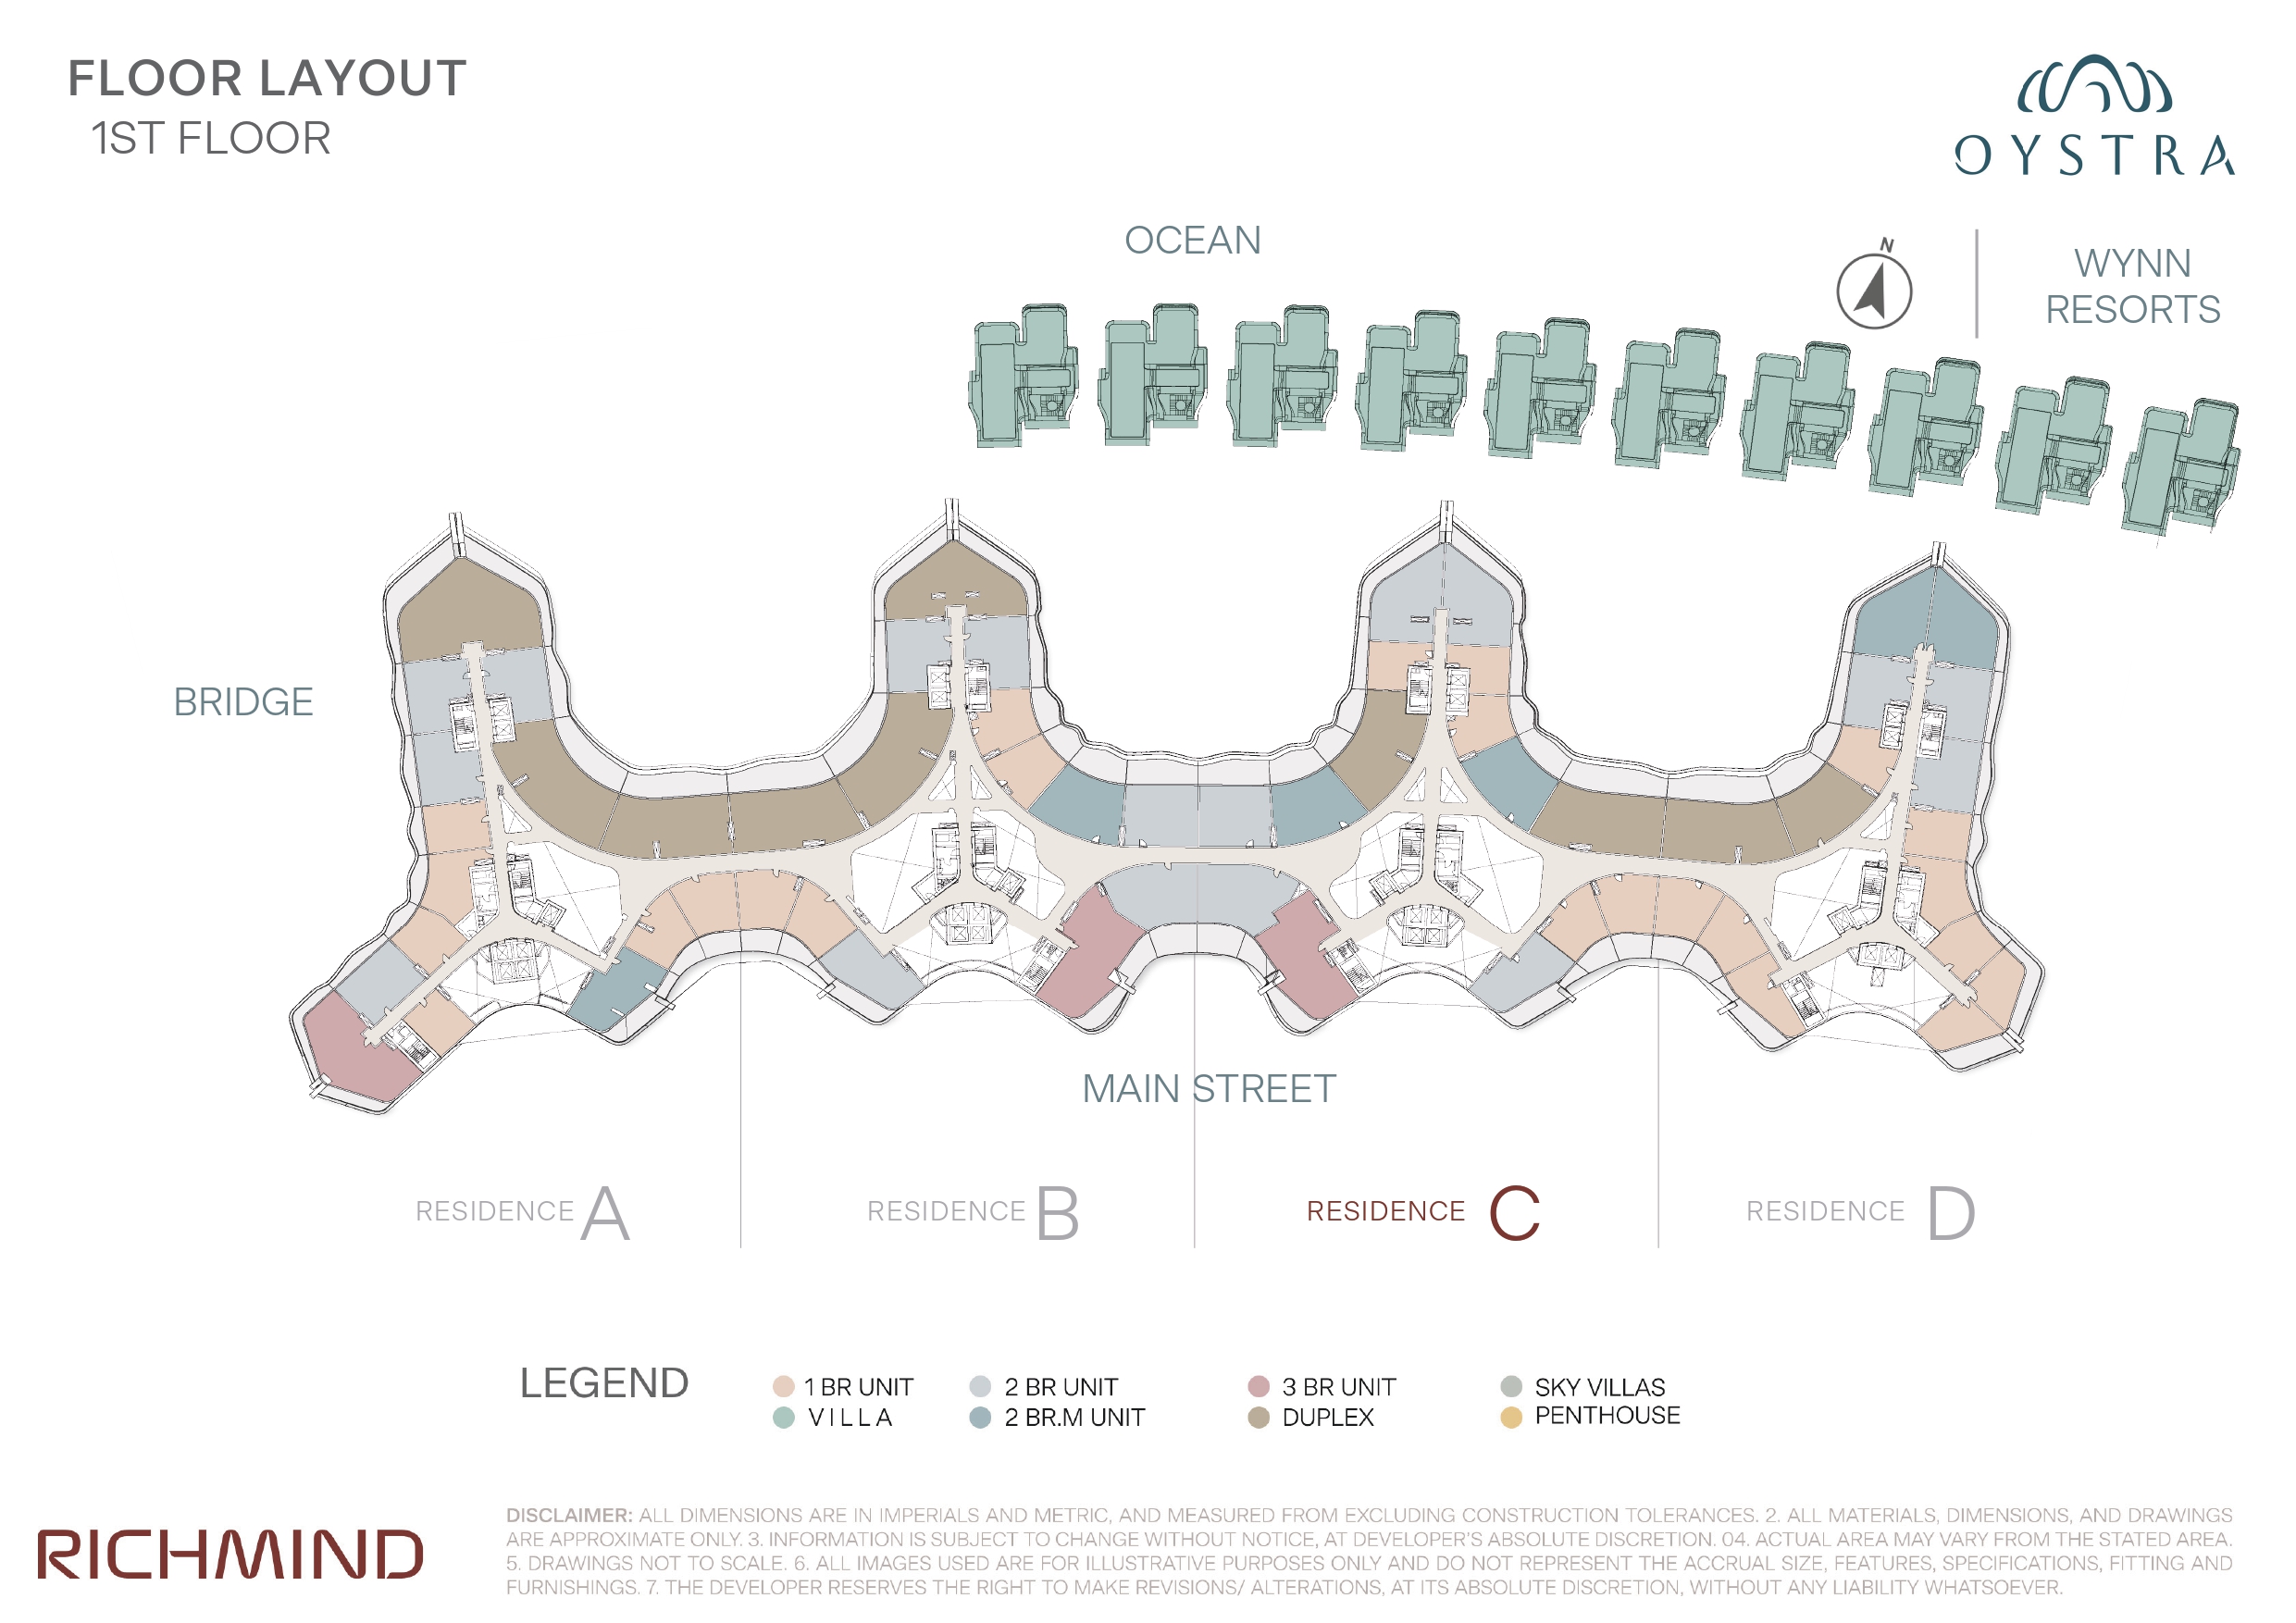 FLOOR LAYOUT
1ST FLOOR
OYSTRA
OCEAN
N
WYNN
RESORTS
BRIDGE
MAIN STREET
RESIDENCE A
RESIDENCE B
RESIDENCE C
RESIDENCE D
LEGEND
1 BR UNIT
2 BR UNIT
3 BR UNIT
SKY VILLAS
VILLA
2 BR.M UNIT
DUPLEX
PENTHOUSE
RICHMIND
DISCLAIMER: ALL DIMENSIONS ARE IN IMPERIALS AND METRIC, AND MEASURED FROM EXCLUDING CONSTRUCTION TOLERANCES. 2. ALL MATERIALS, DIMENSIONS, AND DRAWINGS
ARE APPROXIMATE ONLY. 3. INFORMATION IS SUBJECT TO CHANGE WITHOUT NOTICE, AT DEVELOPER'S ABSOLUTE DISCRETION. 04. ACTUAL AREA MAY VARY FROM THE STATED AREA.
5. DRAWINGS NOT TO SCALE. 6. ALL IMAGES USED ARE FOR ILLUSTRATIVE PURPOSES ONLY AND DO NOT REPRESENT THE ACCRUAL SIZE, FEATURES, SPECIFICATIONS, FITTING AND
FURNISHINGS. 7. THE DEVELOPER RESERVES THE RIGHT TO MAKE REVISIONS/ ALTERATIONS, AT ITS ABSOLUTE DISCRETION, WITHOUT ANY LIABILITY WHATSOEVER.